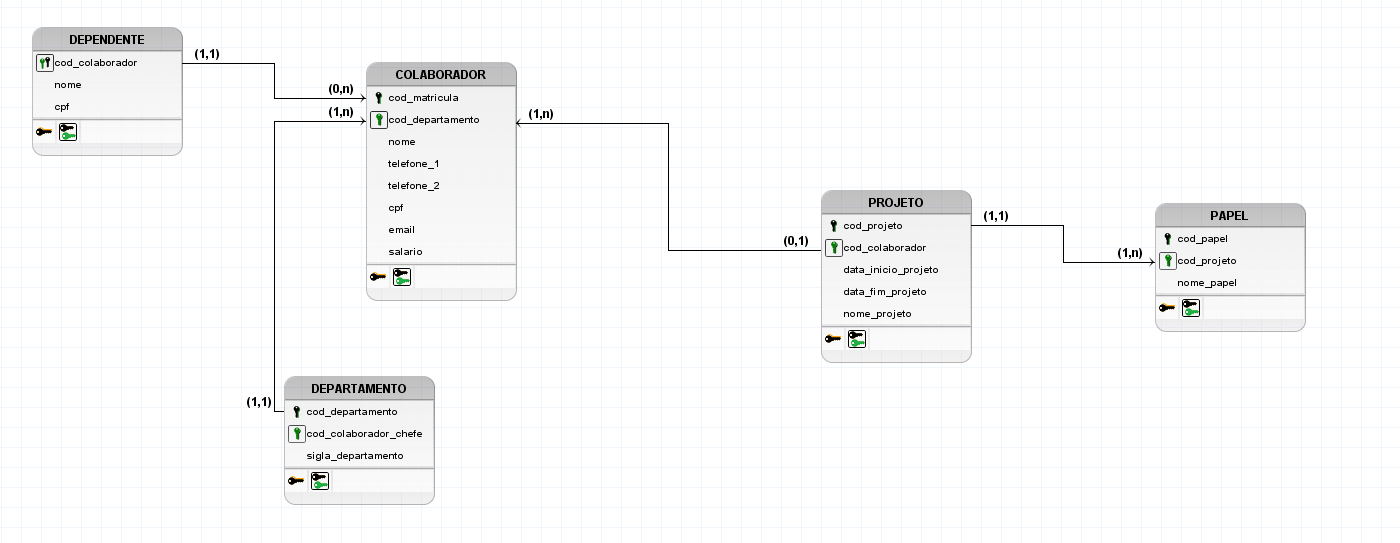 DEPENDENTE
cod_colaborador
nome
cpf
(1,1)
(0,n)
(1,n)
COLABORADOR
cod_matricula
cod_departamento
nome
telefone_1
telefone_2
cpf
email
salario
(1,n)
(0,1)
PROJETO
cod_projeto
cod_colaborador
data_inicio_projeto
data_fim_projeto
nome_projeto
(1,1)
(1,n)
PAPEL
cod_papel
cod_projeto
nome_papel
(1,1)
DEPARTAMENTO
cod_departamento
cod_colaborador_chefe
sigla_departamento